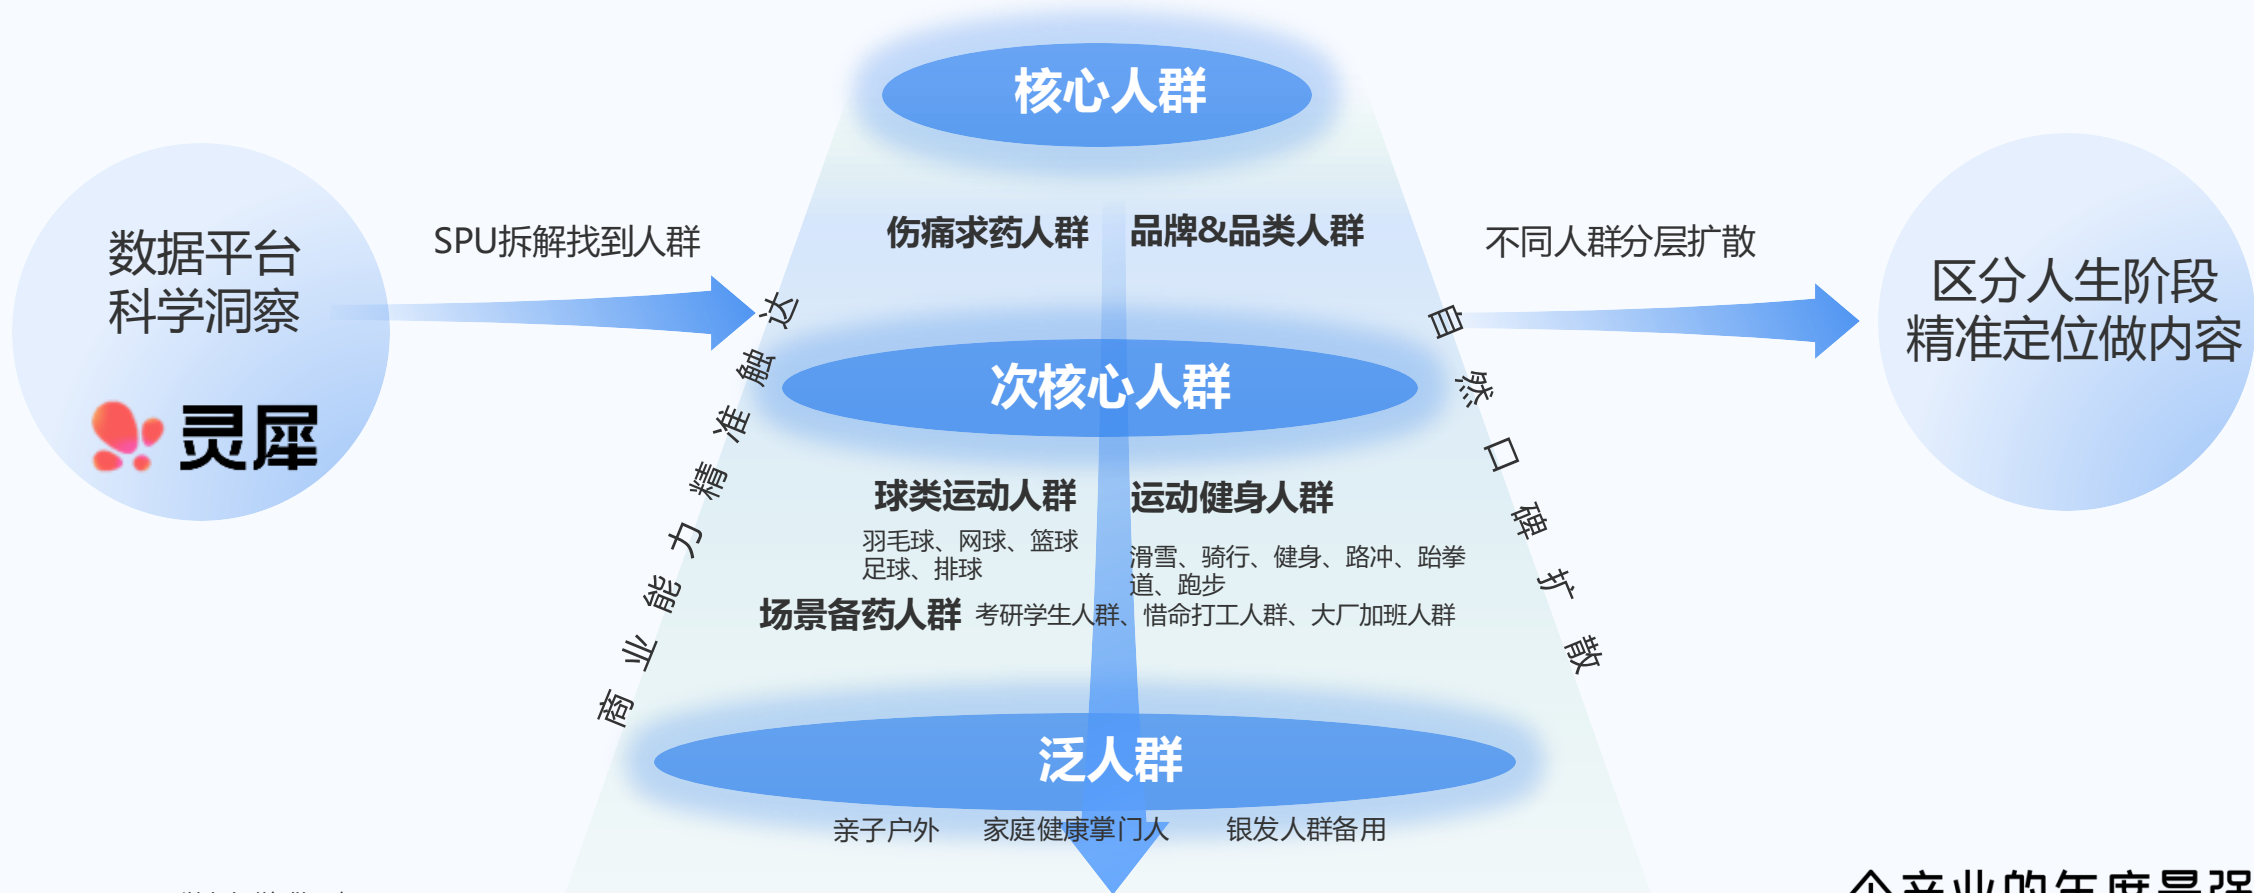 核心人群
数据平台
科学洞察
灵犀
SPU拆解找到人群
伤痛求药人群
品牌&品类人群
不同人群分层扩散
区分人生阶段
精准定位做内容
商业能力精准触达
自然口碑扩散
次核心人群
球类运动人群
羽毛球、网球、篮球
足球、排球
运动健身人群
滑雪、骑行、健身、路冲、跆拳
道、跑步
场景备药人群
考研学生人群、惜命打工人群、大厂加班人群
泛人群
亲子户外
家庭健康掌门人
银发人群备用
个产业的年度最强